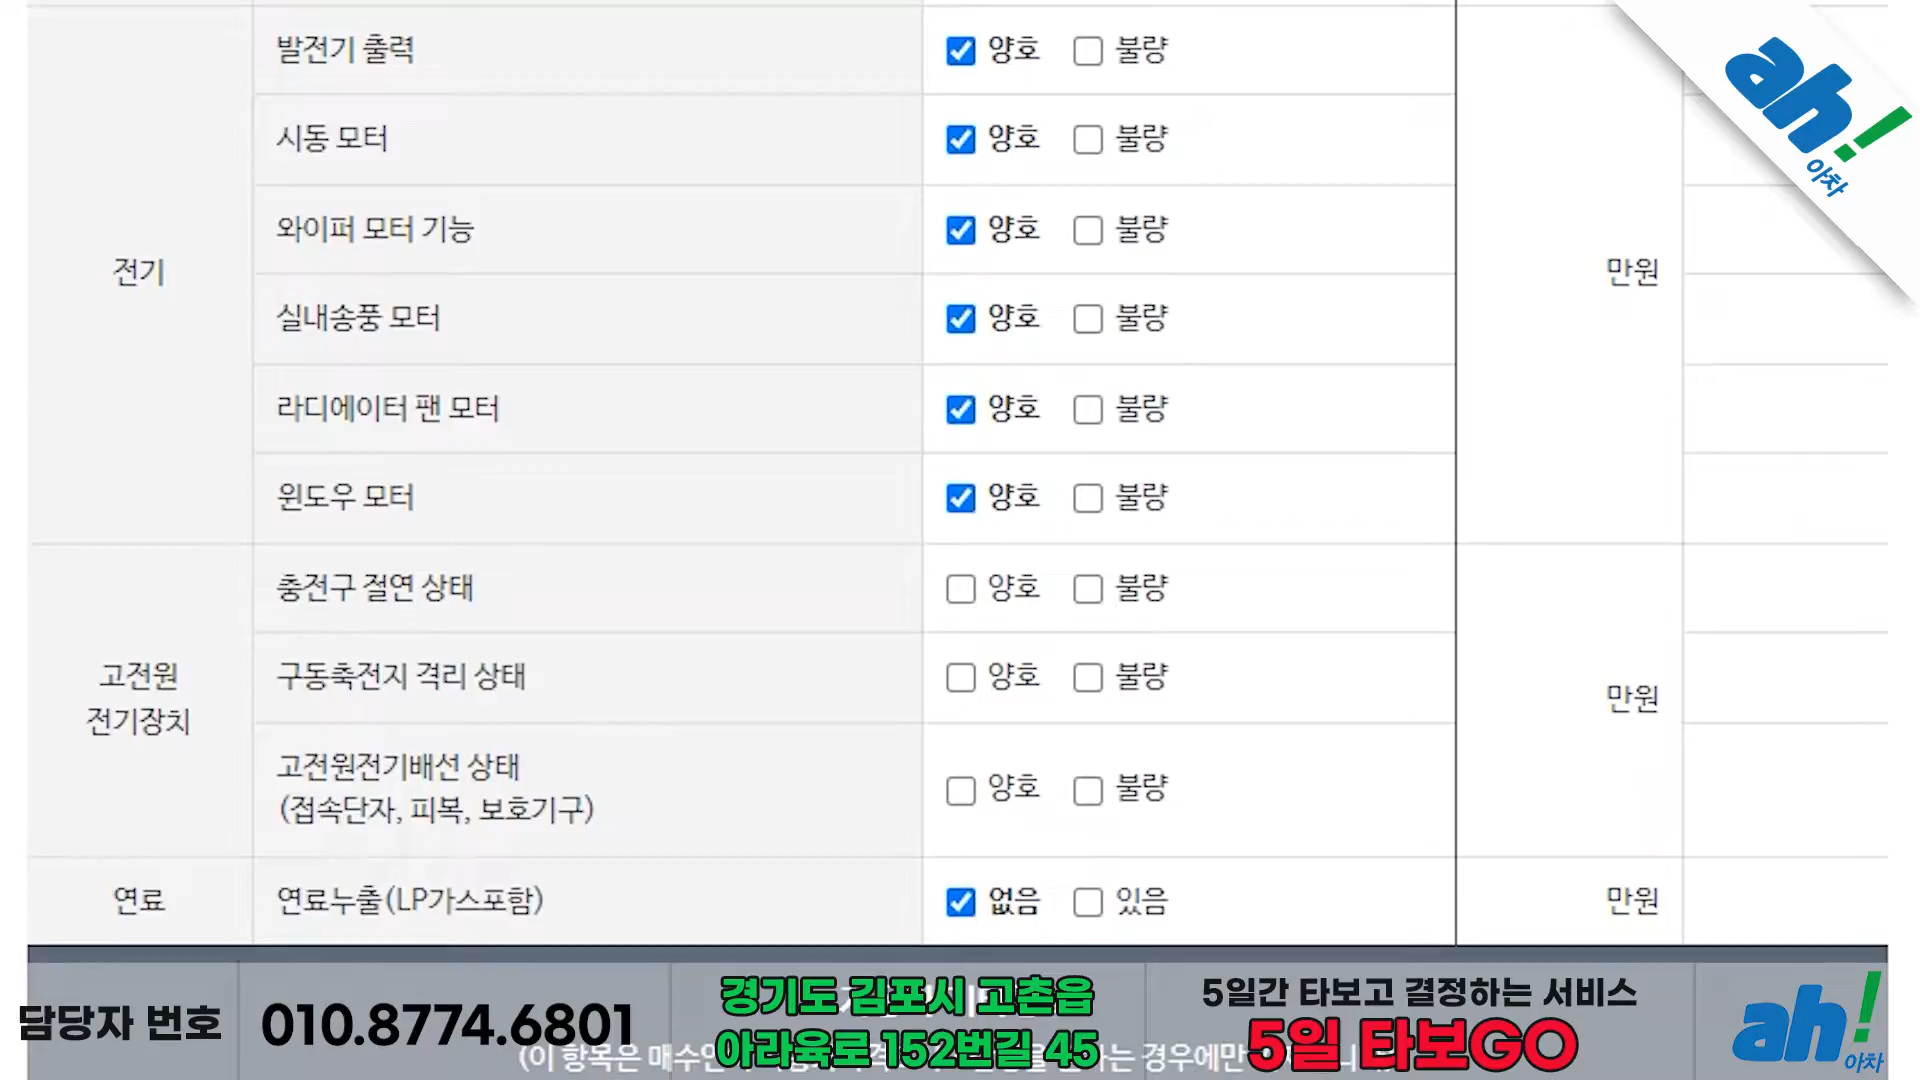 발전기 출력 양호 불량
시동 모터 양호 불량
와이퍼 모터 기능 양호 불량
전기 만원
실내송풍 모터 양호 불량
라디에이터 팬 모터 양호 불량
윈도우 모터 양호 불량
충전구 절연 상태 양호 불량
고전원
전기장치
구동축전지 격리 상태 양호 불량
만원
고전원전기배선 상태
(접속단자, 피복, 보호기구) 양호 불량
연료 연료누출(LP가스포함) 없음 있음 만원
ah!
아차
담당자 번호 010.8774.6801
경기도 김포시 고촌읍
아라육로 152번길 45
5일간 타보고 결정하는 서비스
5일 타보GO
ah!
아차
(이 항목은 경우에만